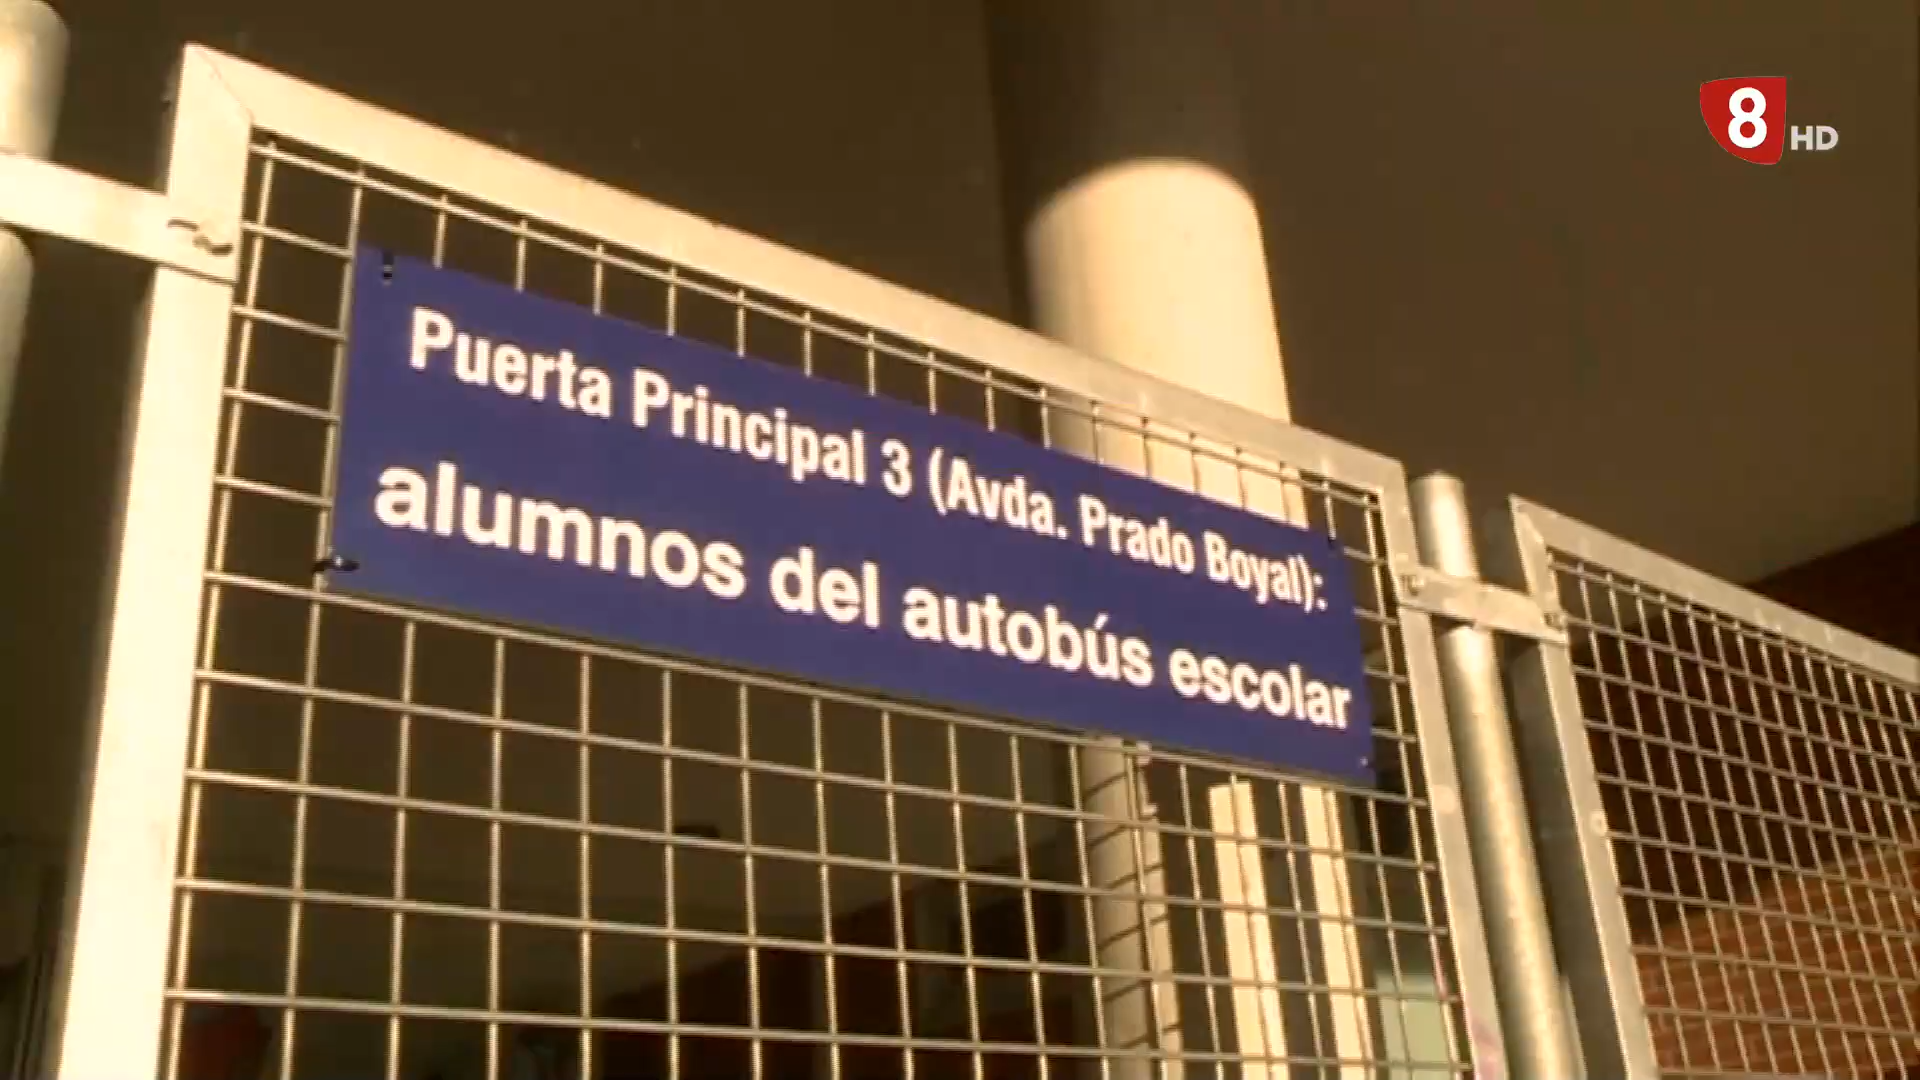 8 HD
Puerta Principal 3 (Avda. Prado Boyal):
alumnos del autobús escolar